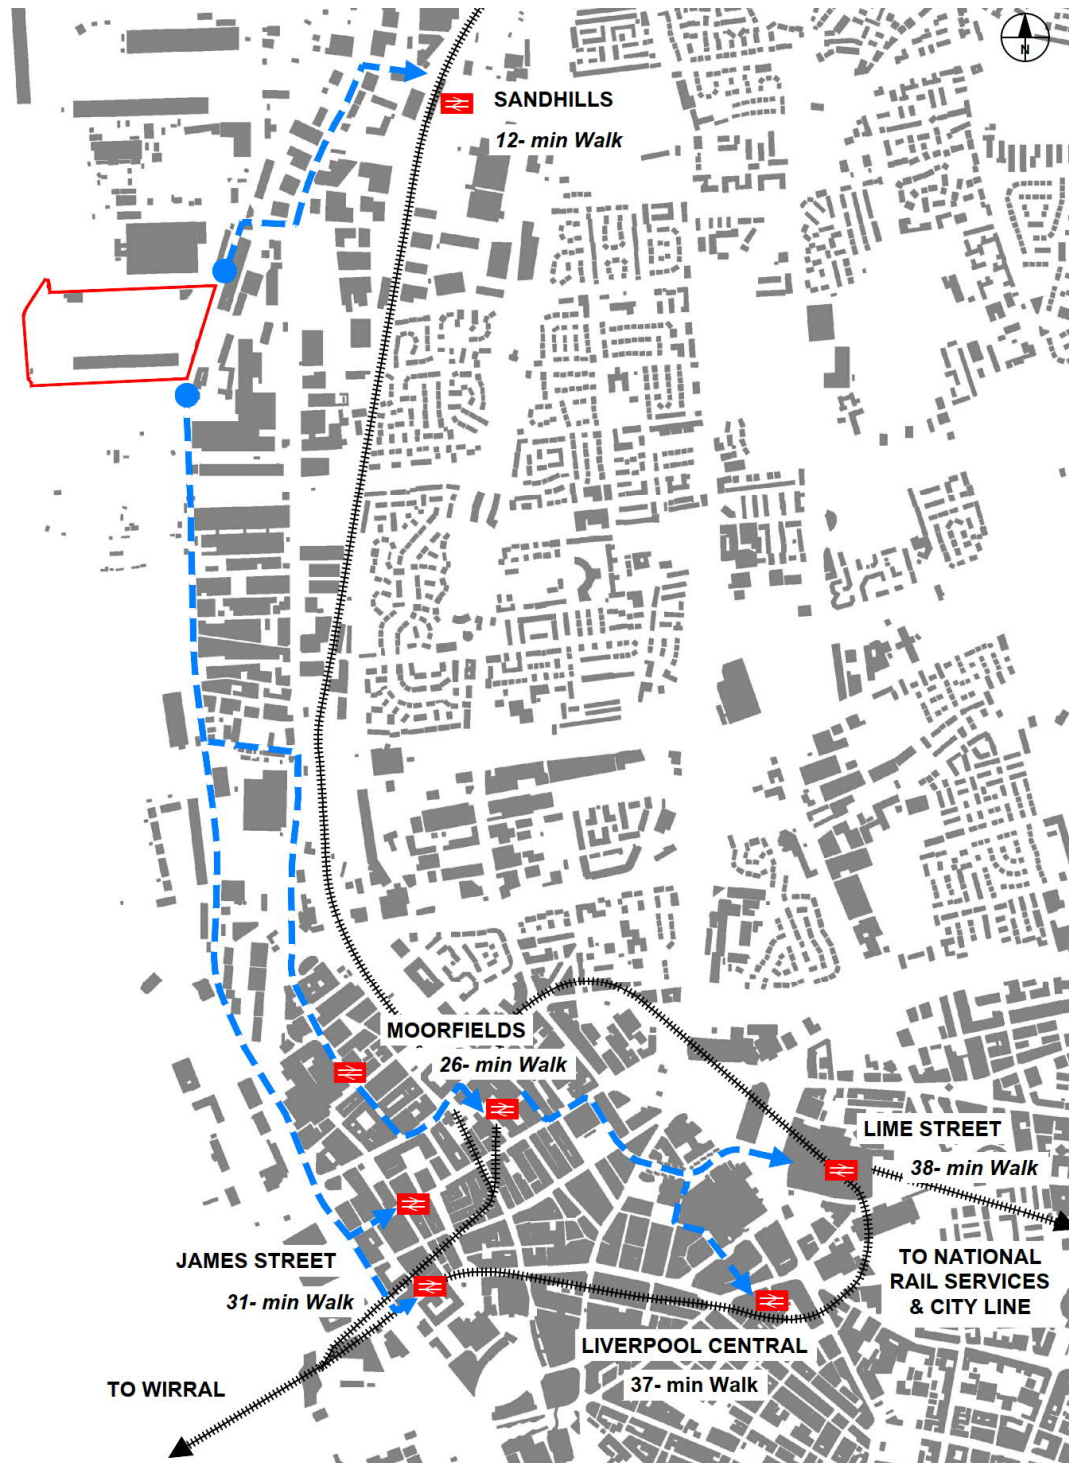 N
SANDHILLS
12- min Walk
MOORFIELDS
26- min Walk
LIME STREET
38- min Walk
JAMES STREET
31- min Walk
TO NATIONAL
RAIL SERVICES
& CITY LINE
LIVERPOOL CENTRAL
37- min Walk
TO WIRRAL